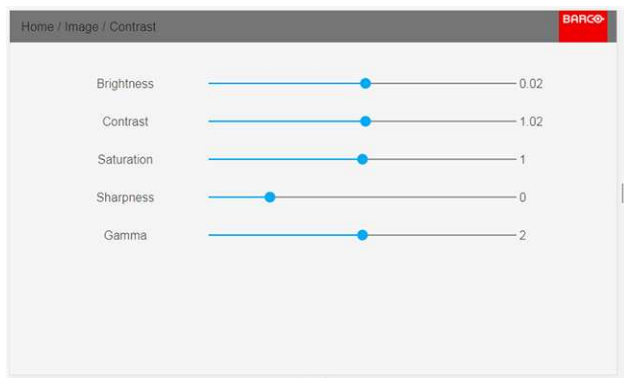 Home / Image / Contrast
BARCO
Brightness 0.02
Contrast 1.02
Saturation 1
Sharpness 0
Gamma 2